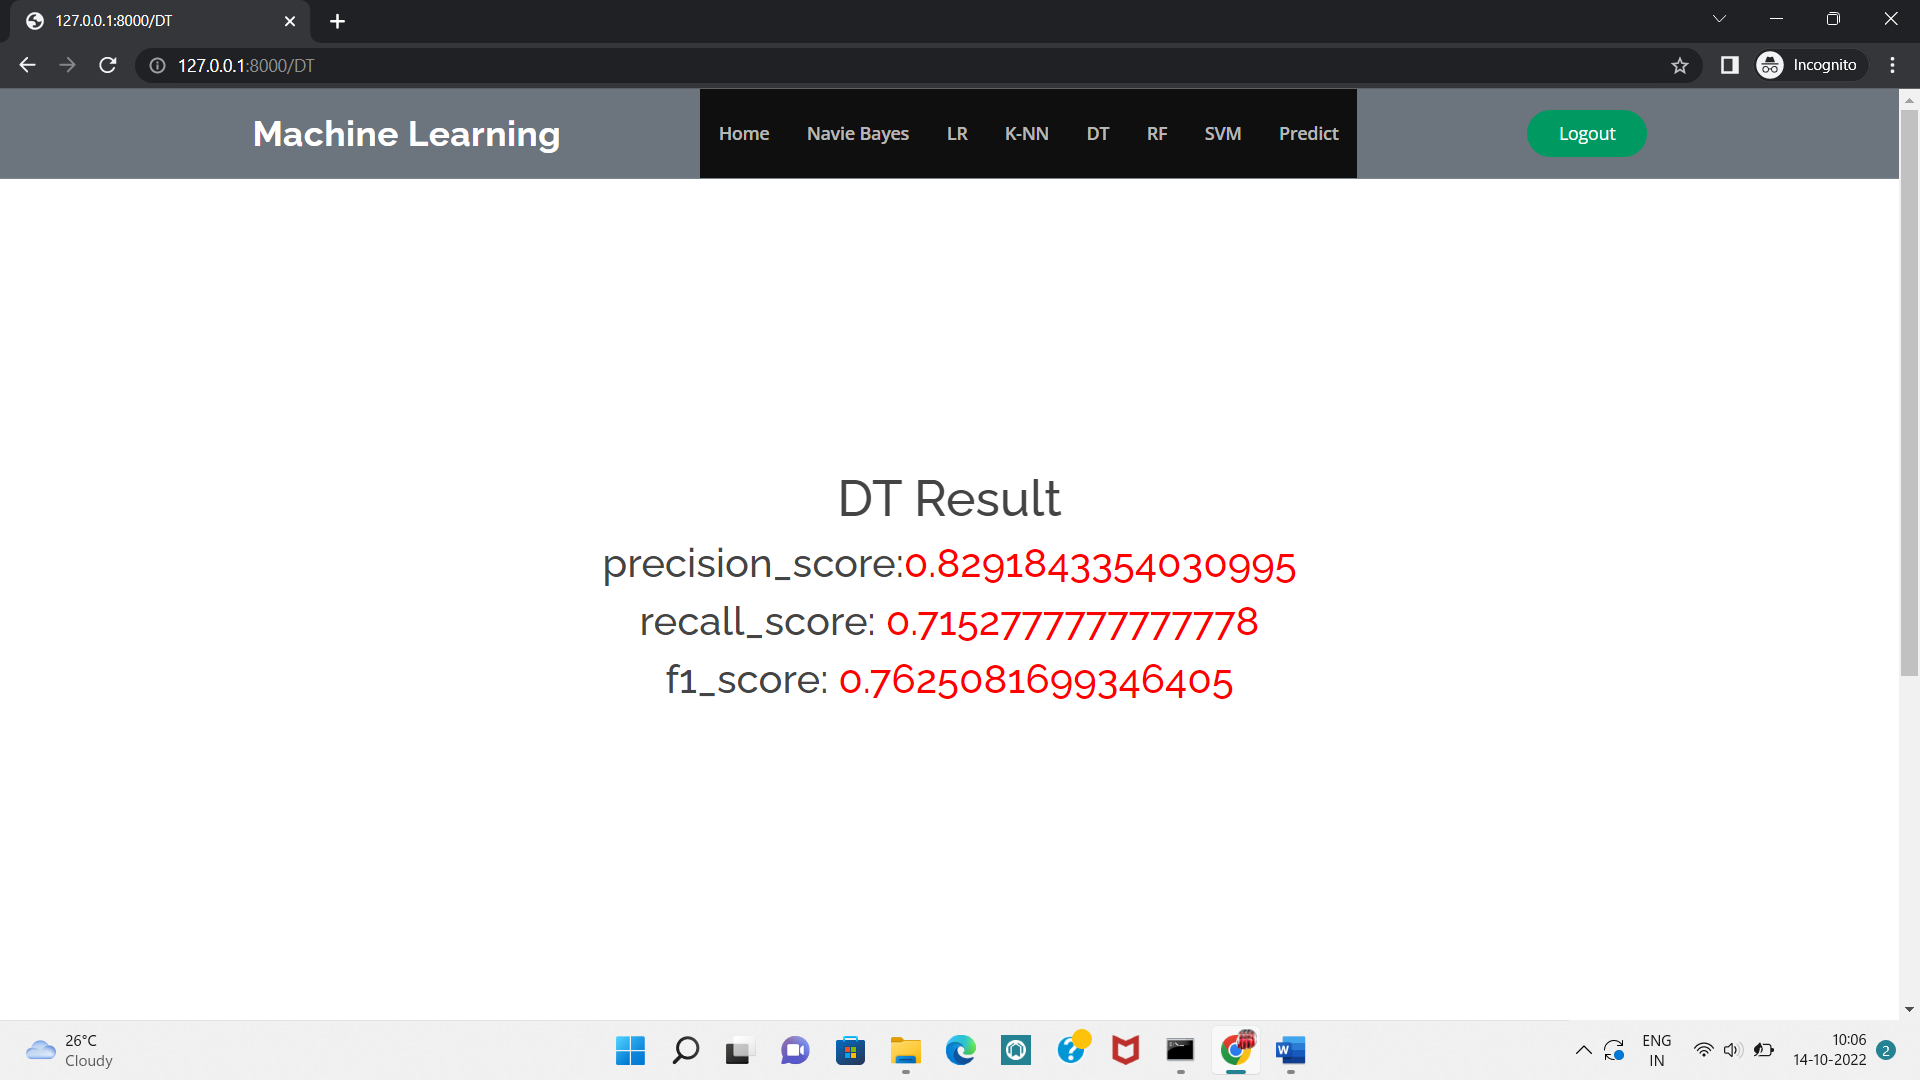 127.0.0.1:8000/DT
127.0.0.1:8000/DT
Incognito
Machine Learning
Home Navie Bayes LR K-NN DT RF SVM Predict
Logout
DT Result
precision_score:0.8291843354030995
recall_score: 0.7152777777777778
f1_score: 0.7625081699346405
26°C
Cloudy
ENG
IN
10:06
14-10-2022
2